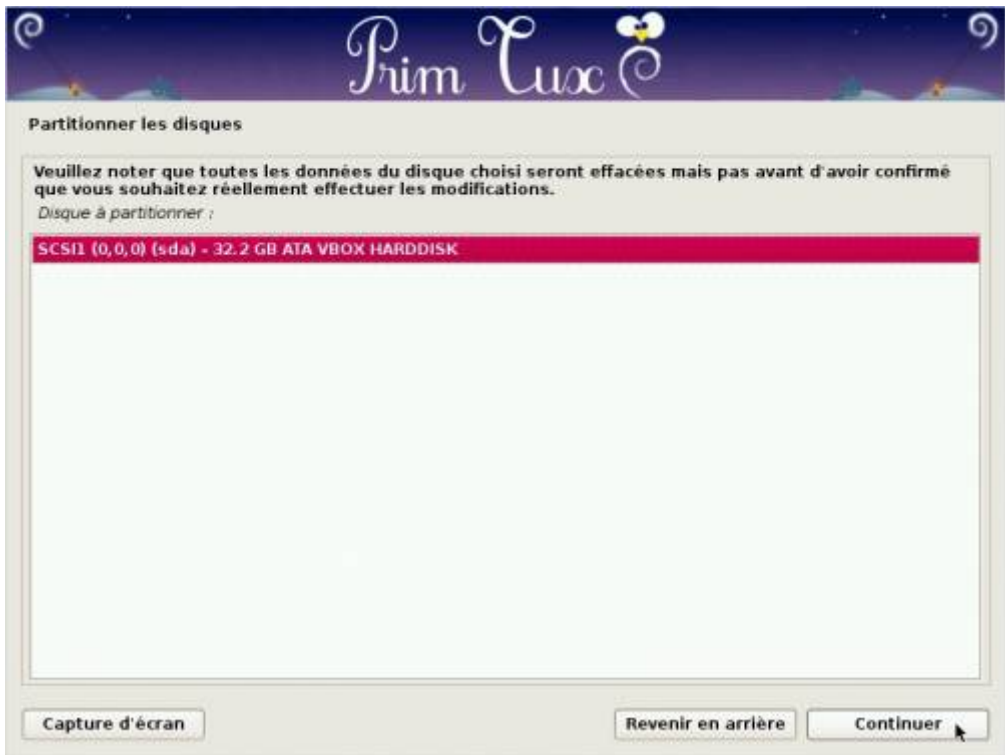 Prim Tux
Partitionner les disques
Veuillez noter que toutes les données du disque choisi seront effacées mais pas avant d'avoir confirmé
que vous souhaitez réellement effectuer les modifications.
Disque à partitionner :
SCSI1 (0,0,0) (sda) - 32.2 GB ATA VBOX HARDDISK
Capture d'écran
Revenir en arrière
Continuer